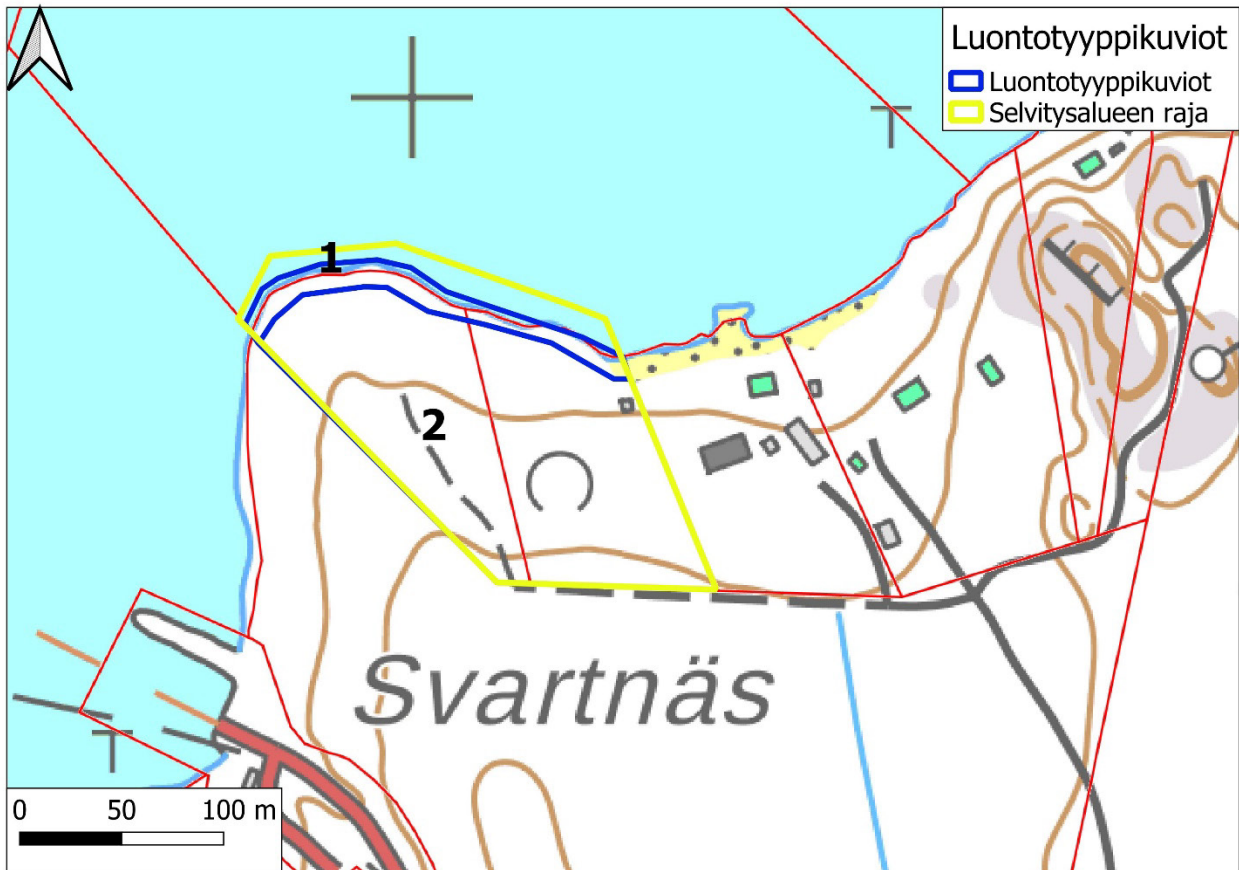 Luontotyyppikuviot
Luontotyyppikuviot
Selvitysalueen raja
1
2
Svartnäs
0 50 100 m